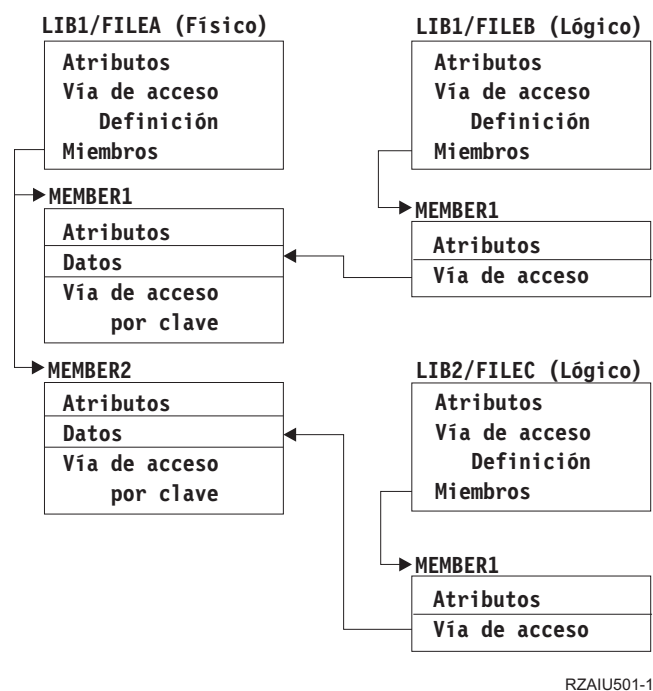 LIB1/FILEA (Físico)
Atributos
Vía de acceso
Definición
Miembros
MEMBER1
Atributos
Datos
Vía de acceso
por clave
MEMBER2
Atributos
Datos
Vía de acceso
por clave
LIB1/FILEB (Lógico)
Atributos
Vía de acceso
Definición
Miembros
MEMBER1
Atributos
Vía de acceso
LIB2/FILEC (Lógico)
Atributos
Vía de acceso
Definición
Miembros
MEMBER1
Atributos
Vía de acceso
RZAIU501-1